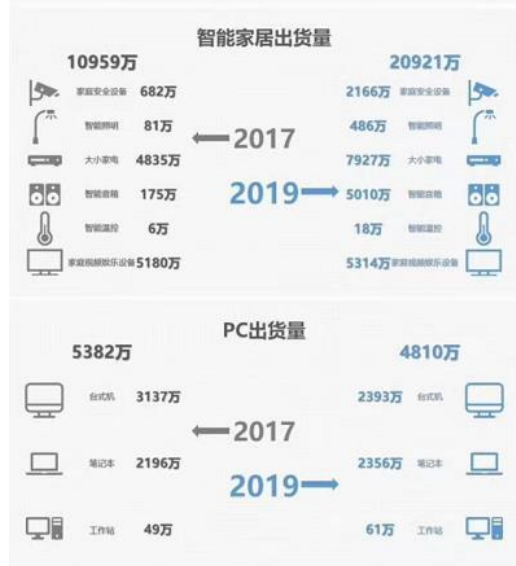 智能家居出货量
10959万 20921万
家庭安全设备 682万 2166万 家庭安全设备
智能照明 81万 486万 智能照明
2017
大小家电 4835万 7927万 大小家电
智能音箱 175万 2019 5010万 智能音箱
智能温控 6万 18万 智能温控
家庭视频娱乐设备 5180万 5314万 家庭视频娱乐设备
PC出货量
5382万 4810万
台式机 3137万 2393万 台式机
2017
笔记本 2196万 2356万 笔记本
2019
工作站 49万 61万 工作站